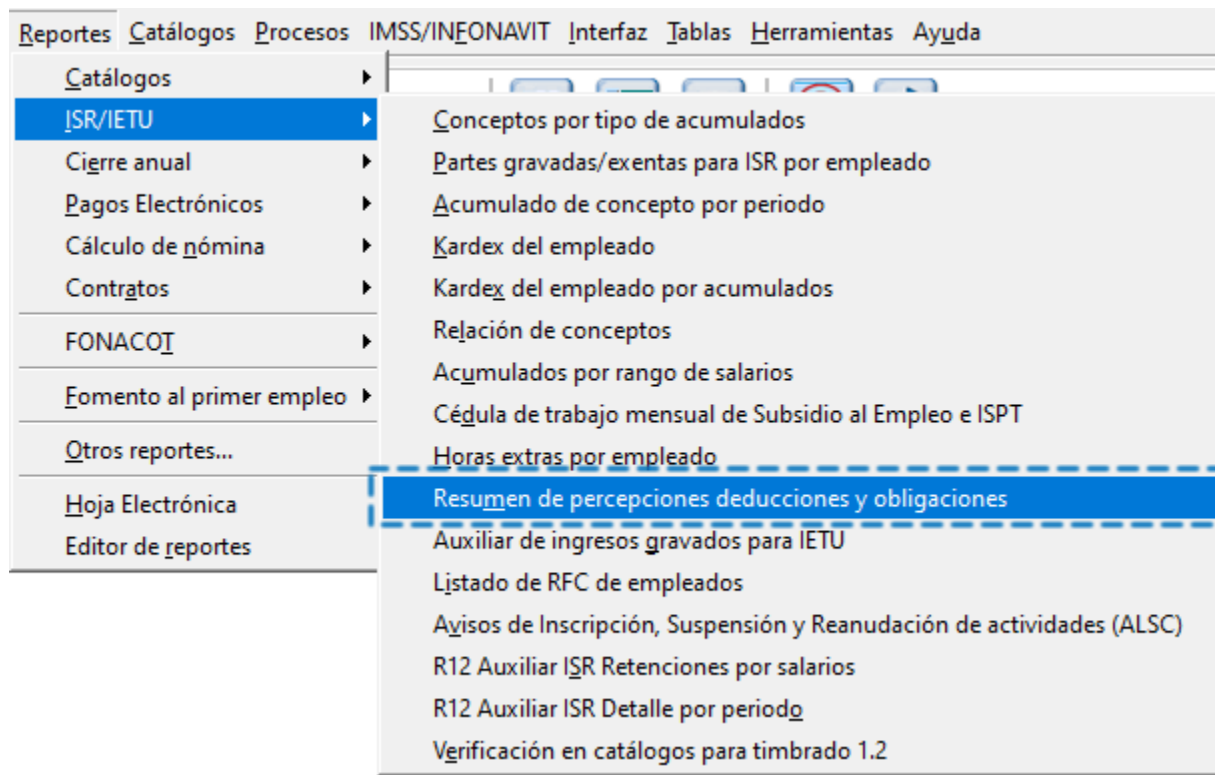 Reportes Catálogos Procesos IMSS/INFONAVIT Interfaz Tablas Herramientas Ayuda
Catálogos
ISR/IETU
Cierre anual
Pagos Electrónicos
Cálculo de nómina
Contratos
FONACOT
Fomento al primer empleo
Otros reportes...
Hoja Electrónica
Editor de reportes
Conceptos por tipo de acumulados
Partes gravadas/exentas para ISR por empleado
Acumulado de concepto por periodo
Kardex del empleado
Kardex del empleado por acumulados
Relación de conceptos
Acumulados por rango de salarios
Cédula de trabajo mensual de Subsidio al Empleo e ISPT
Horas extras por empleado
Resumen de percepciones deducciones y obligaciones
Auxiliar de ingresos gravados para IETU
Listado de RFC de empleados
Avisos de Inscripción, Suspensión y Reanudación de actividades (ALSC)
R12 Auxiliar ISR Retenciones por salarios
R12 Auxiliar ISR Detalle por periodo
Verificación en catálogos para timbrado 1.2